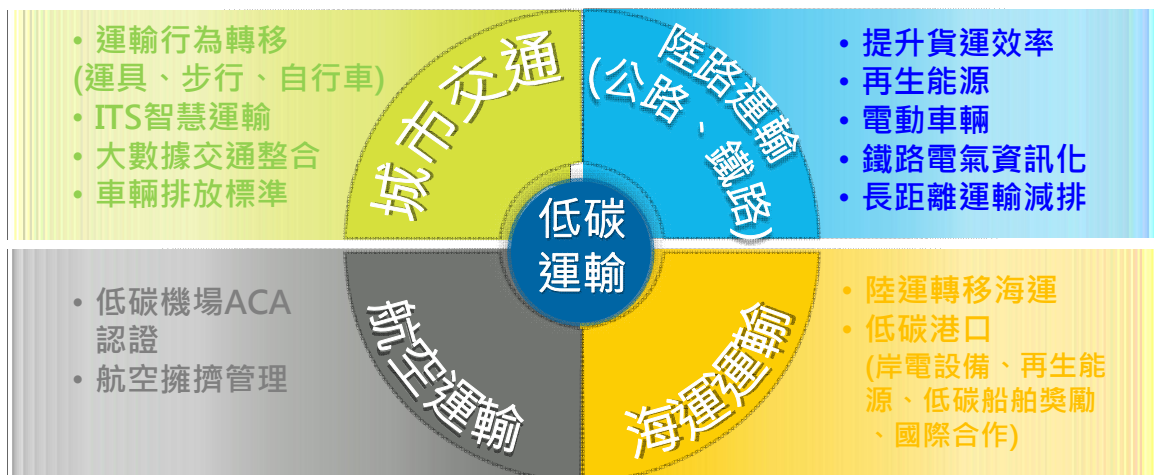 城市交通
• 運輸行為轉移
(運具、步行、自行車)
• ITS智慧運輸
• 大數據交通整合
• 車輛排放標準
陸路運輸
(公路、鐵路)
• 提升貨運效率
• 再生能源
• 電動車輛
• 鐵路電氣資訊化
• 長距離運輸減排
低碳
運輸
航空運輸
• 低碳機場ACA
認證
• 航空擁擠管理
海運運輸
• 陸運轉移海運
• 低碳港口
(岸電設備、再生能
源、低碳船舶獎勵
、國際合作)